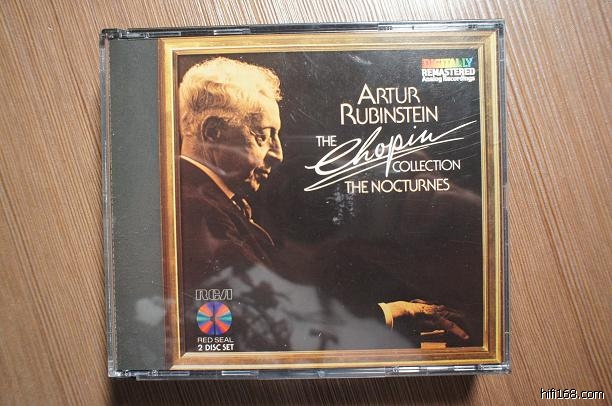 DIGITALLY
REMASTERED
Analog Recordings
ARTUR
RUBINSTEIN
THE Chopin
COLLECTION
THE NOCTURNES
RCA
RED SEAL
2 DISC SET
hifi168.com